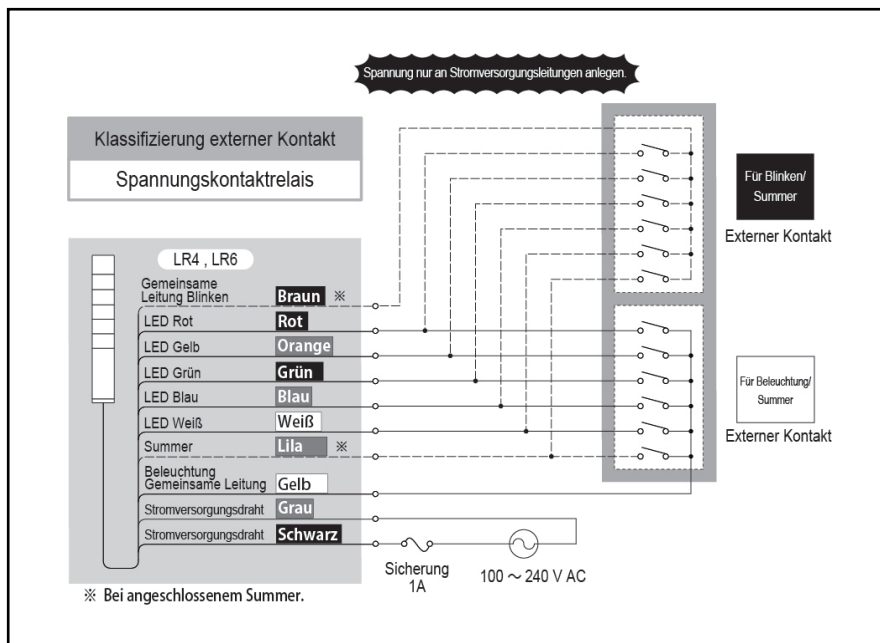 Spannung nur an Stromversorgungsleitungen anlegen.
Klassifizierung externer Kontakt
Spannungskontaktrelais
Für Blinken/
Summer
Externer Kontakt
LR4 , LR6
Gemeinsame
Leitung Blinken Braun ※
LED Rot Rot
LED Gelb Orange
LED Grün Grün
LED Blau Blau
LED Weiß Weiß
Summer Lila ※
Beleuchtung
Gemeinsame Leitung Gelb
Stromversorgungsdraht Grau
Stromversorgungsdraht Schwarz
Für Beleuchtung/
Summer
Externer Kontakt
Sicherung
1A
100 ～ 240 V AC
※ Bei angeschlossenem Summer.